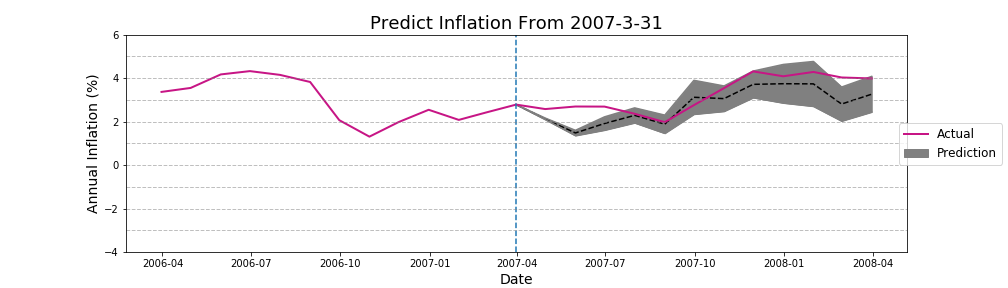 Predict Inflation From 2007-3-31
Annual Inflation (%)
6
4
2
0
−2
−4
2006-04 2006-07 2006-10 2007-01 2007-04 2007-07 2007-10 2008-01 2008-04
Date
Actual
Prediction